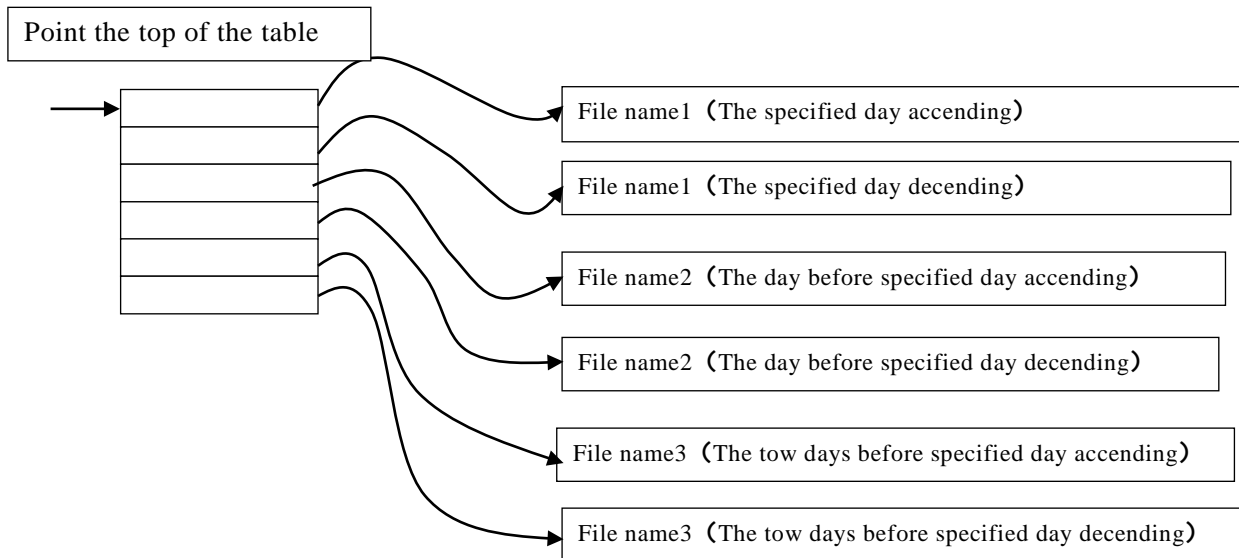 Point the top of the table
File name1（The specified day accending）
File name1（The specified day decending）
File name2（The day before specified day accending）
File name2（The day before specified day decending）
File name3（The tow days before specified day accending）
File name3（The tow days before specified day decending）